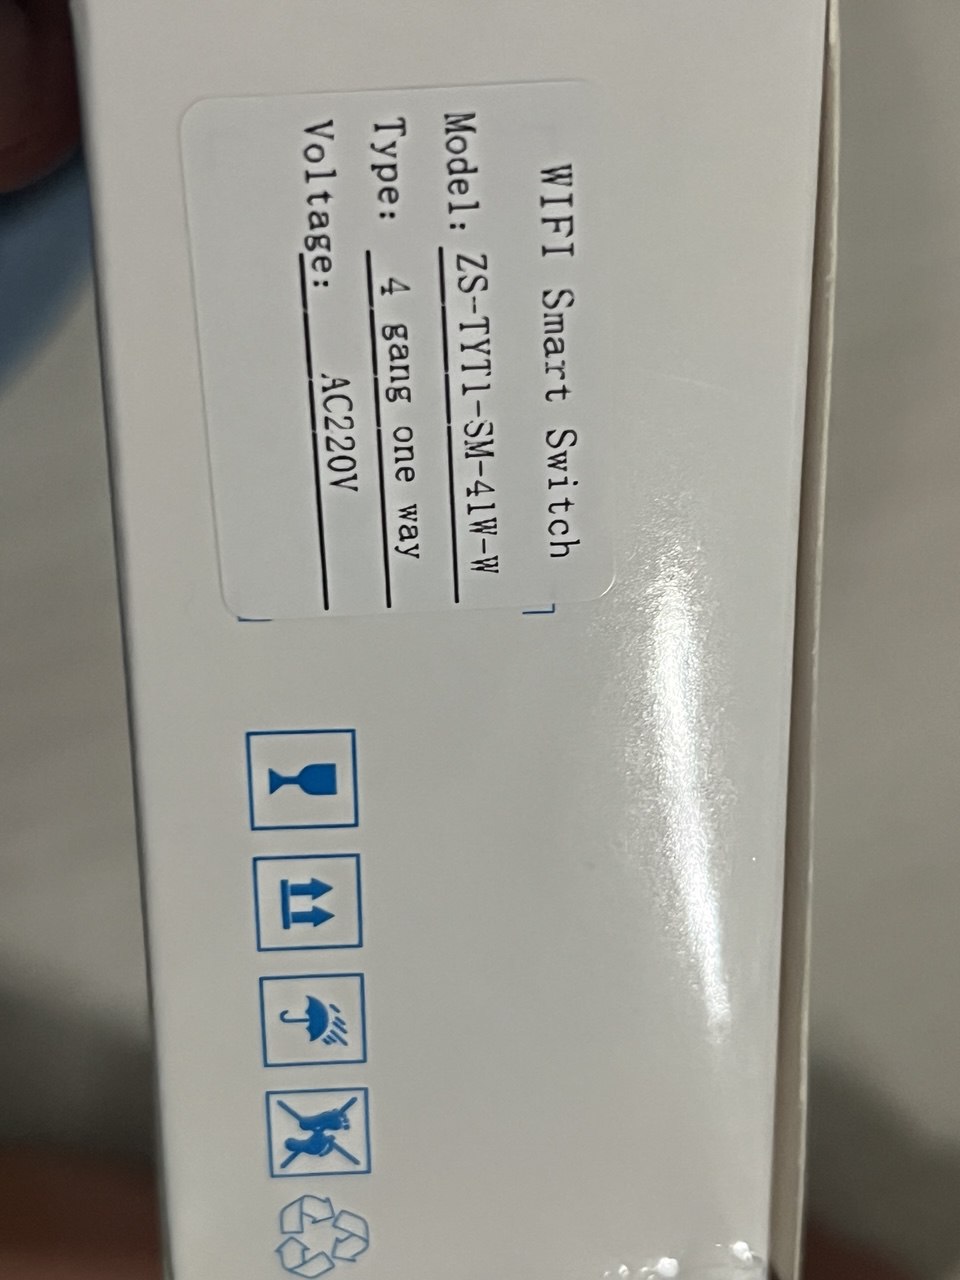 WIFI Smart Switch
Model: ZS-TYT1-SM-41W-W
Type: 4 gang one way
Voltage: AC220V